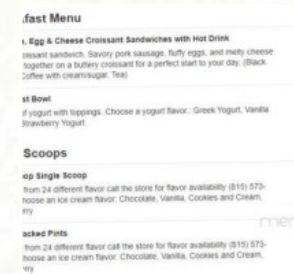 fast Menu
, Egg & Cheese Croissant Sandwiches with Hot Drink
croissant sandwich. Savory pork sausage, fluffy eggs, and melty cheese
together on a buttery croissant for a perfect start to your day. (Black
Coffee with cream/sugar, Tea)
st Bowl
of yogurt with toppings. Choose a yogurt flavor.: Greek Yogurt, Vanilla
Strawberry Yogurt
Scoops
op Single Scoop
from 24 different flavor call the store for flavor availability (815) 573-
hoose an ice cream flavor: Chocolate, Vanilla, Cookies and Cream,
rry
acked Pints
from 24 different flavor call the store for flavor availability (815) 573-
hoose an ice cream flavor: Chocolate, Vanilla, Cookies and Cream,
rry